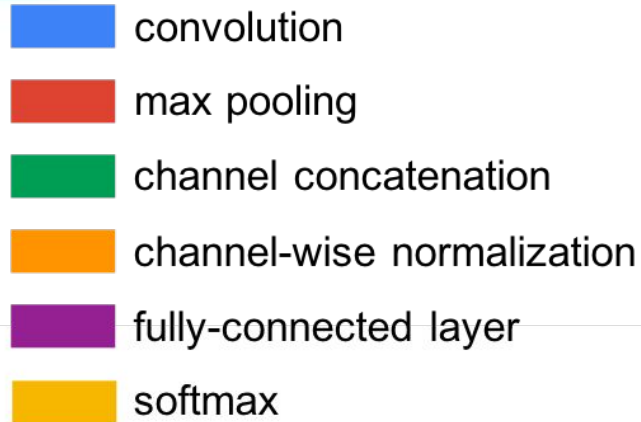 convolution
max pooling
channel concatenation
channel-wise normalization
fully-connected layer
softmax